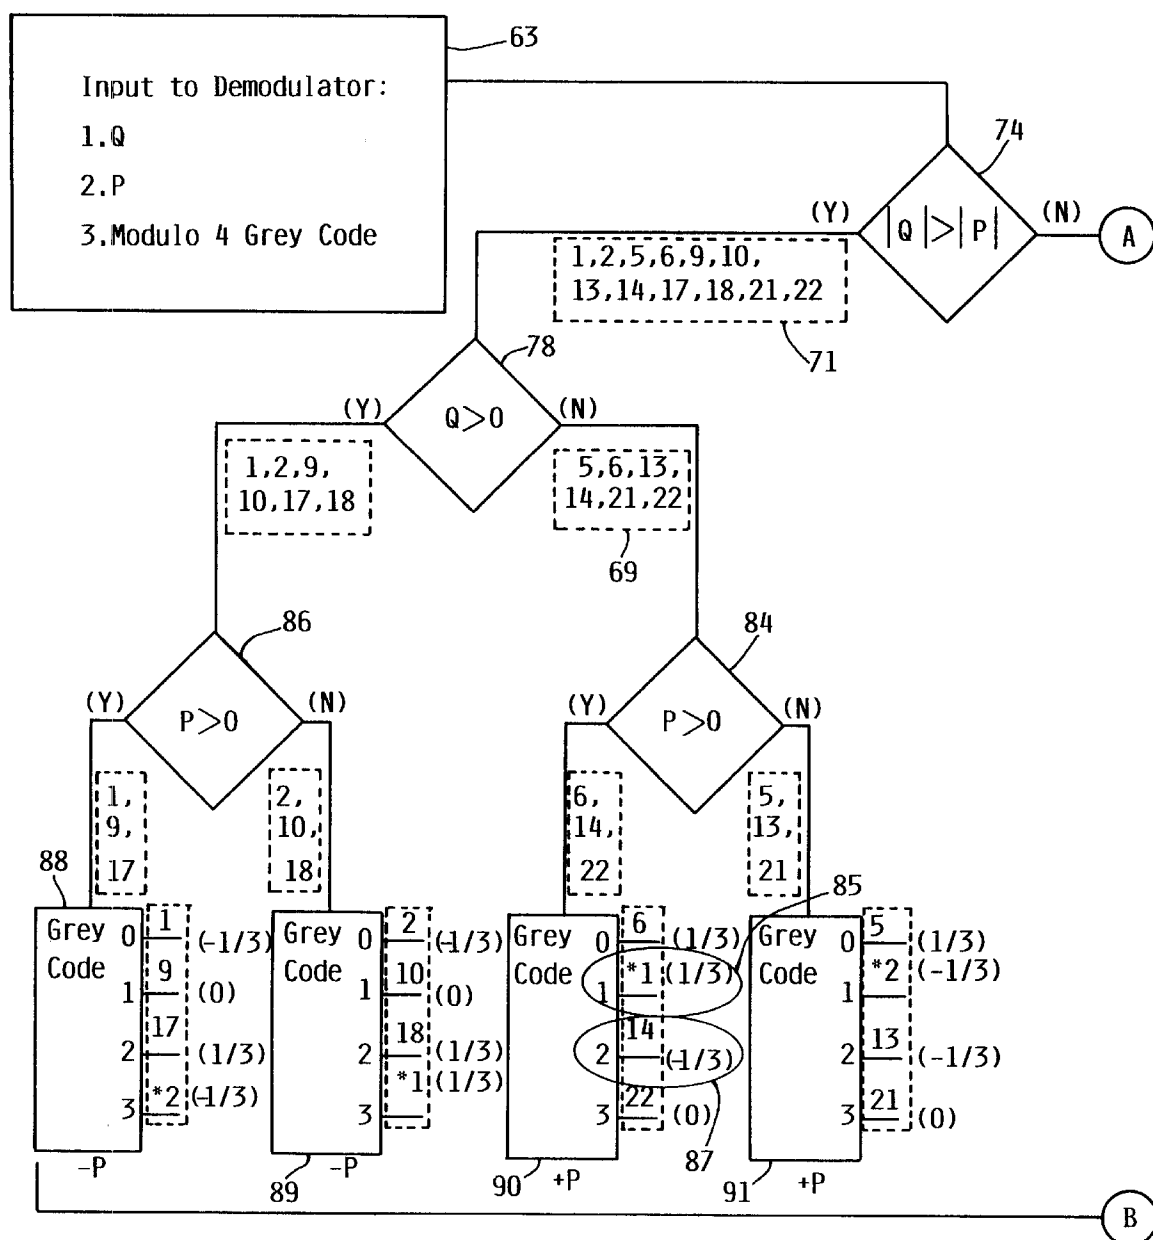 63
Input to Demodulator:
1.Q
2.P
3.Modulo 4 Grey Code
74
(Y)
|Q|>|P|
(N)
A
1,2,5,6,9,10,
13,14,17,18,21,22
71
78
(Y)
Q>0
(N)
1,2,9,
10,17,18
5,6,13,
14,21,22
69
86
(Y)
P>0
(N)
84
(Y)
P>0
(N)
1,
9,
17
2,
10,
18
6,
14,
22
5,
13,
21
88
85
Grey
Code
0 1 (-1/3)
1 9 (0)
2 17 (1/3)
3 *2 (-1/3)
-P
Grey
Code
0 2 (-1/3)
1 10 (0)
2 18 (1/3)
3 *1 (1/3)
-P
89
Grey
Code
0 6 (1/3)
1 *1 (1/3)
2 14 (-1/3)
3 22 (0)
87
90
+P
Grey
Code
0 5 (1/3)
1 *2 (-1/3)
2 13 (-1/3)
3 21 (0)
91
+P
B